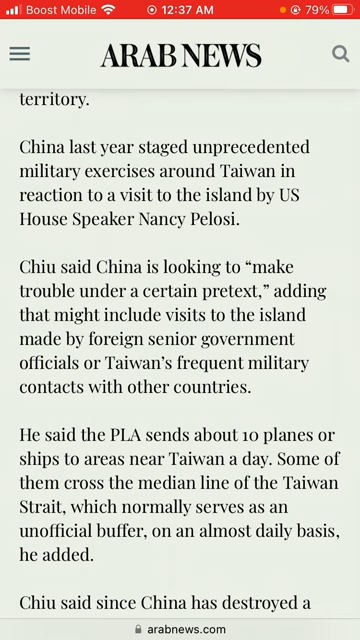 Boost Mobile 12:37 AM 79%
ARAB NEWS
territory.
China last year staged unprecedented
military exercises around Taiwan in
reaction to a visit to the island by US
House Speaker Nancy Pelosi.
Chiu said China is looking to “make
trouble under a certain pretext,” adding
that might include visits to the island
made by foreign senior government
officials or Taiwan’s frequent military
contacts with other countries.
He said the PLA sends about 10 planes or
ships to areas near Taiwan a day. Some of
them cross the median line of the Taiwan
Strait, which normally serves as an
unofficial buffer, on an almost daily basis,
he added.
Chiu said since China has destroyed a
arabnews.com